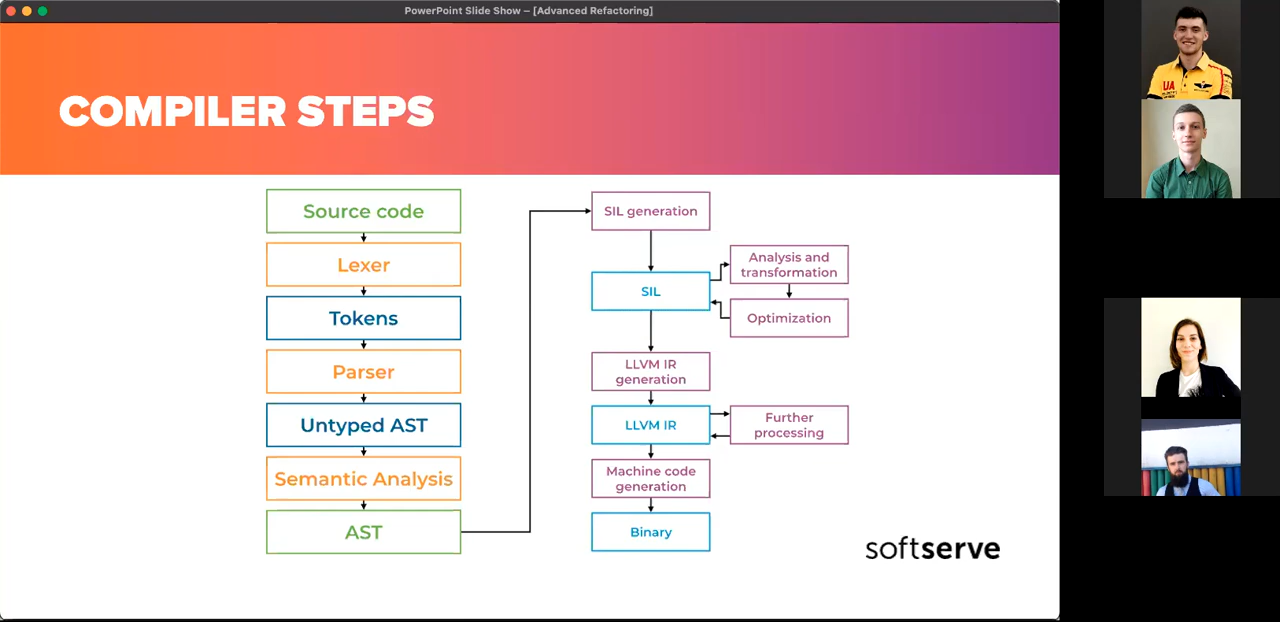 PowerPoint Slide Show – [Advanced Refactoring]
COMPILER STEPS
Source code
Lexer
Tokens
Parser
Untyped AST
Semantic Analysis
AST
SIL generation
SIL
Analysis and
transformation
Optimization
LLVM IR
generation
LLVM IR
Further
processing
Machine code
generation
Binary
softserve
UA